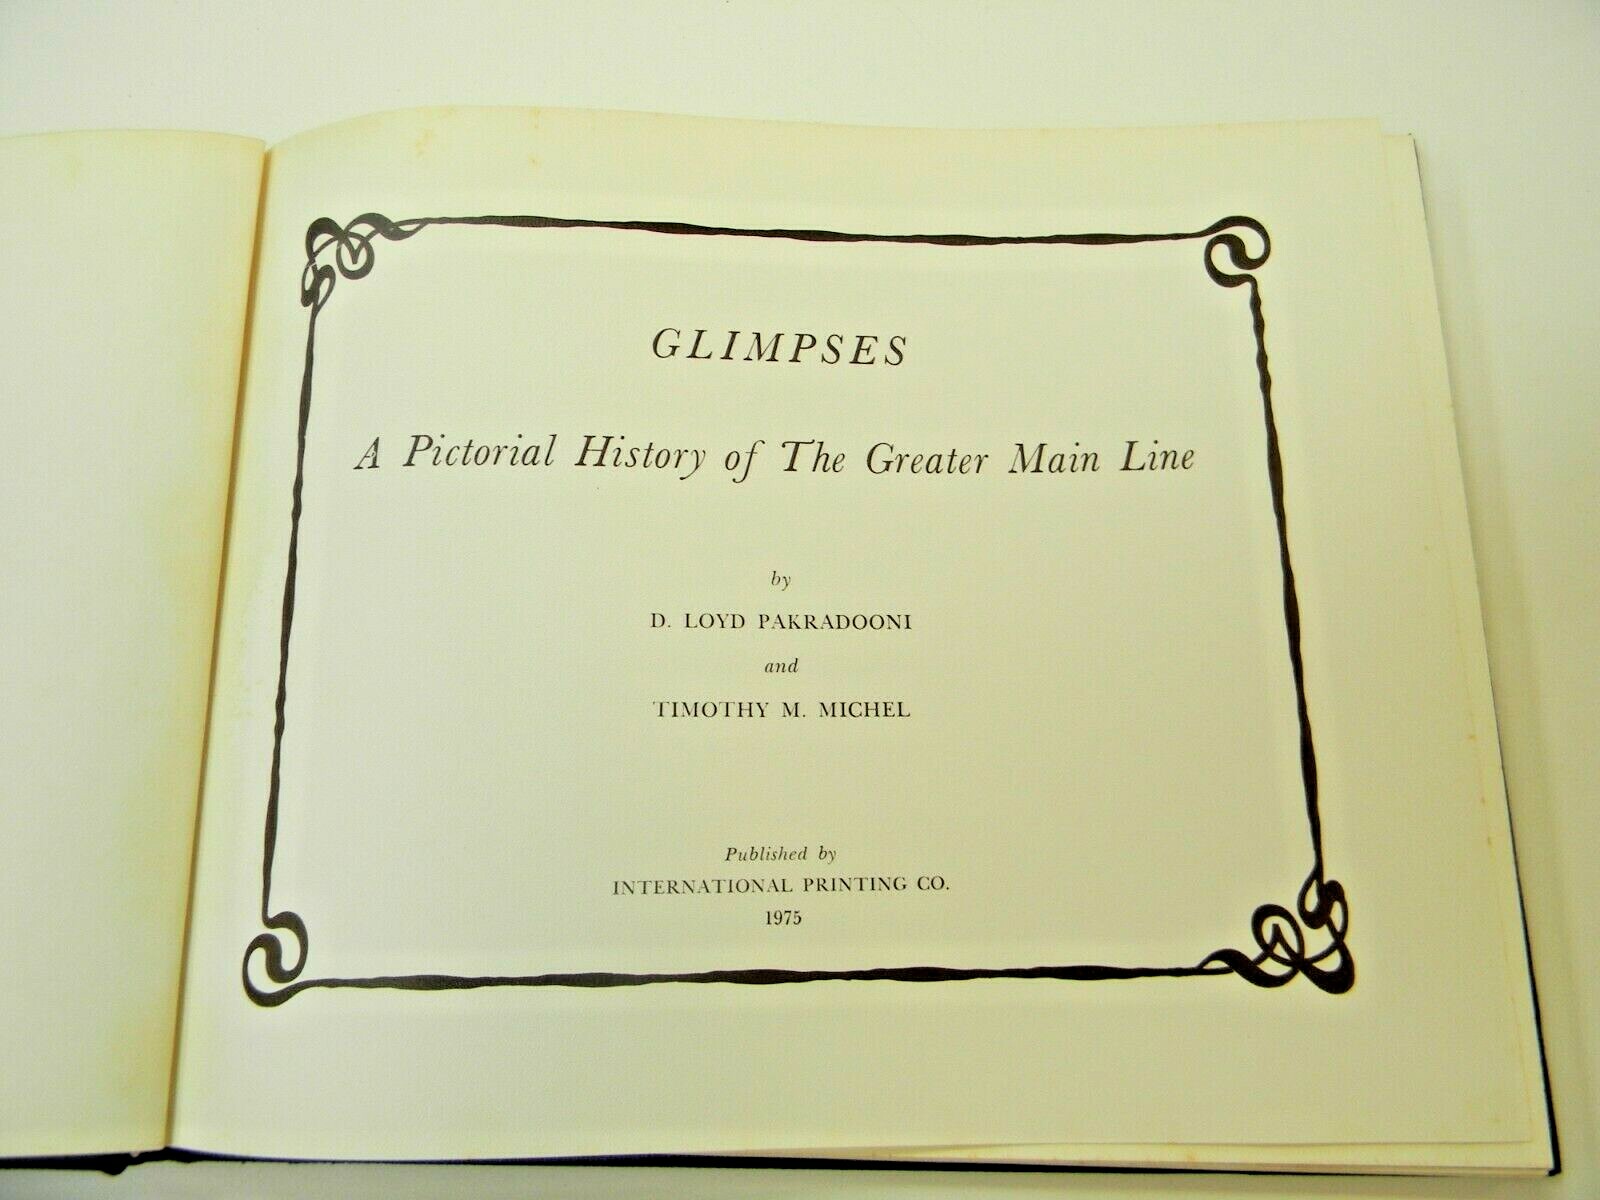 GLIMPSES
A Pictorial History of The Greater Main Line
by
D. LOYD PAKRADOONI
and
TIMOTHY M. MICHEL
Published by
INTERNATIONAL PRINTING CO.
1975